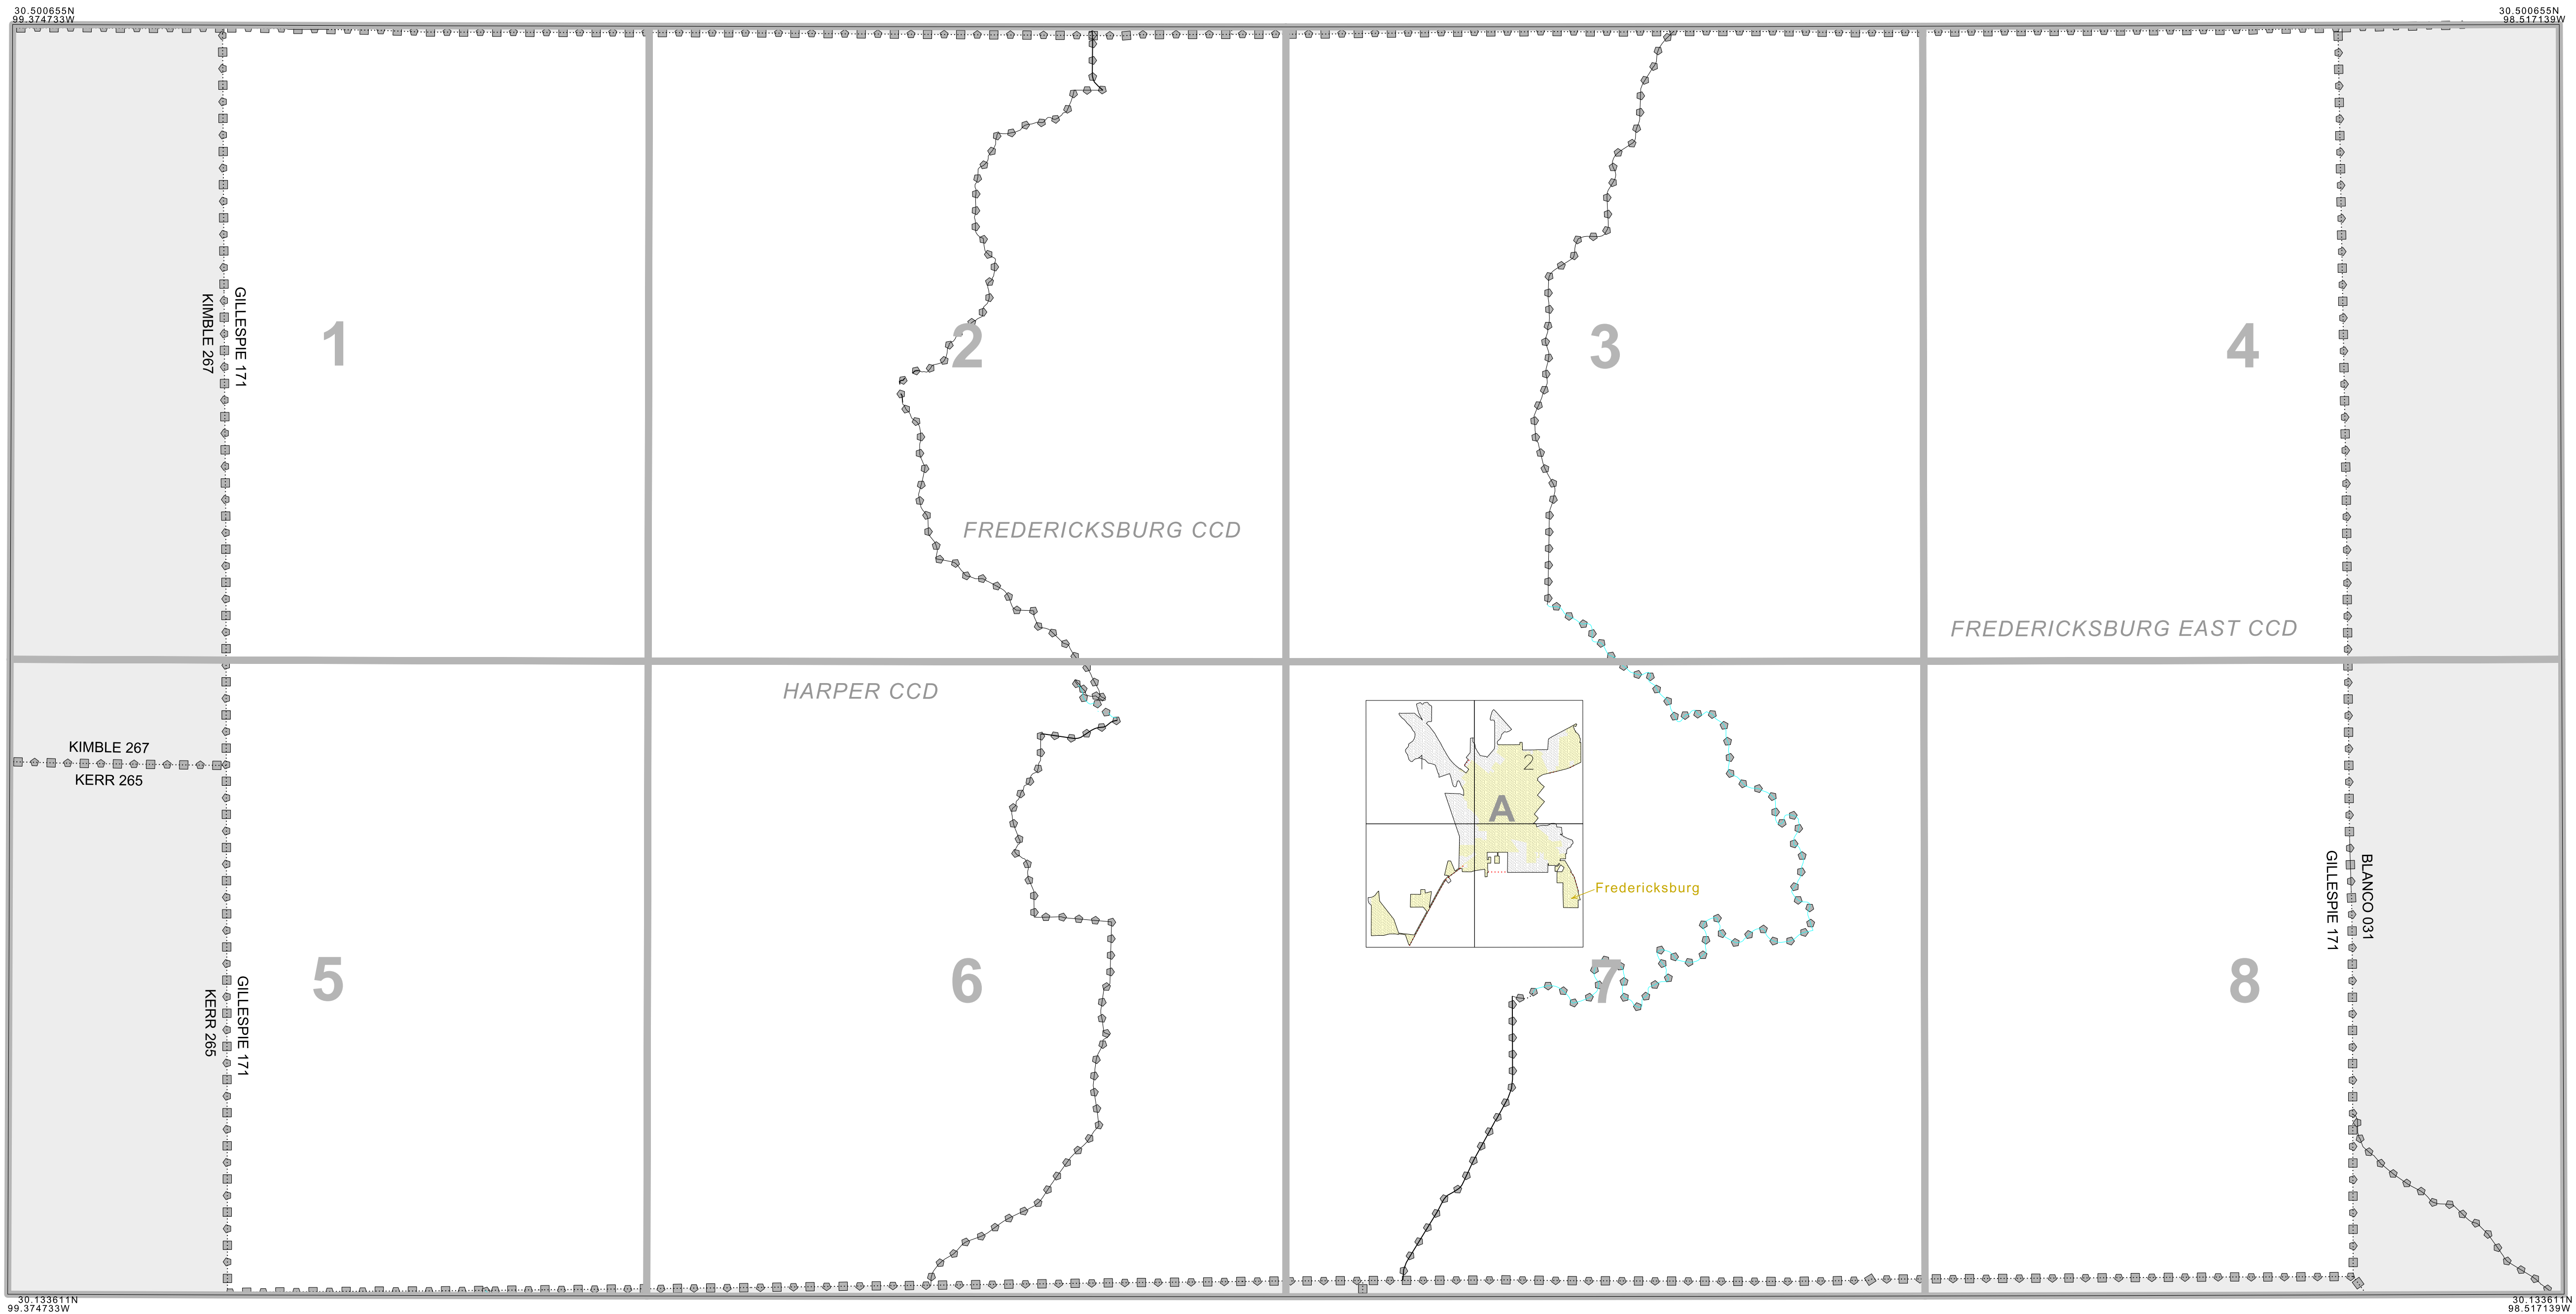 30.500655N
99.374733W
30.500655N
98.517139W
KIMBLE 267
GILLESPIE 171
1
2
3
4
FREDERICKSBURG CCD
FREDERICKSBURG EAST CCD
HARPER CCD
KIMBLE 267
KERR 265
1
2
A
Fredericksburg
GILLESPIE 171
BLANCO 031
KERR 265
GILLESPIE 171
5
6
7
8
30.133611N
99.374733W
30.133611N
98.517139W